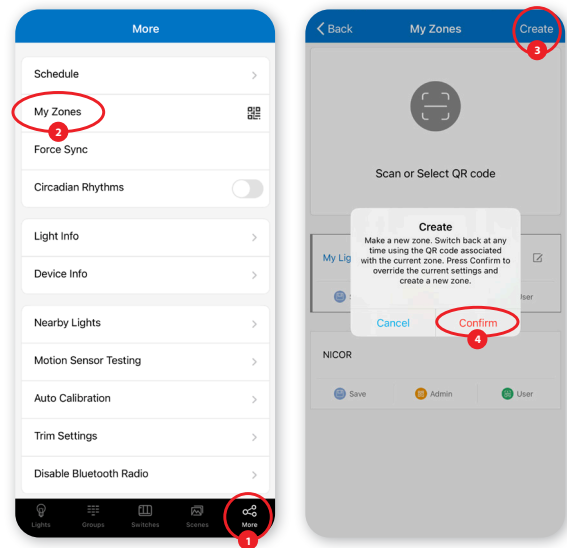 More
Schedule
My Zones
2
Force Sync
Circadian Rhythms
Light Info
Device Info
Nearby Lights
Motion Sensor Testing
Auto Calibration
Trim Settings
Disable Bluetooth Radio
Lights Groups Switches Scenes More
1
Back My Zones Create
3
Scan or Select QR code
Create
Make a new zone. Switch back at any
time using the QR code associated
with the current zone. Press Confirm to
override the current settings and
create a new zone.
My Lig
Cancel Confirm
4
NICOR
Save Admin User